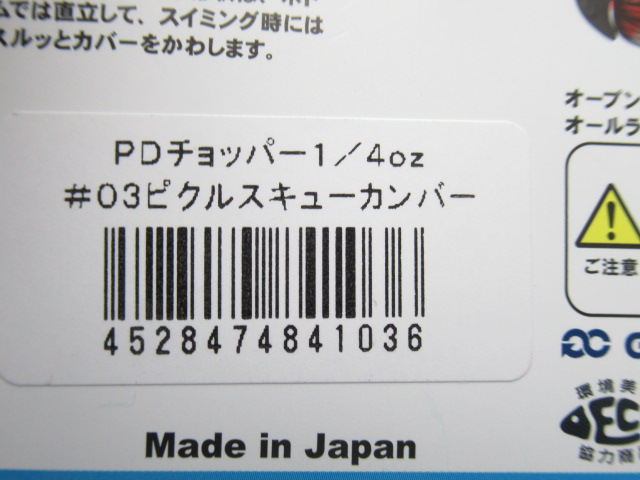 ムでは直立して、スイミング時には
スルッとカバーをかわします。
オープン
オールラ
PDチョッパー1/4oz
#03ピクルスキューカンバー
4528474841036
ご注意
環境美
EC
協力商
Made in Japan